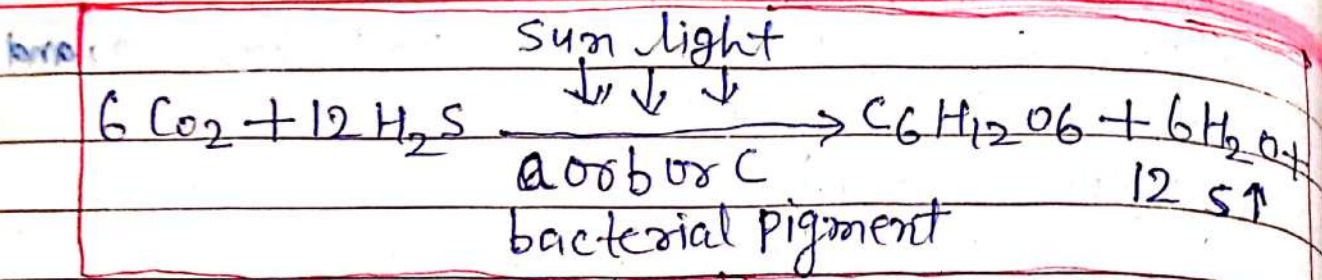 sun light
6 Co2 + 12 H2S → C6H12O6 + 6H2O +
a or b or C
12 S↑
bacterial pigment